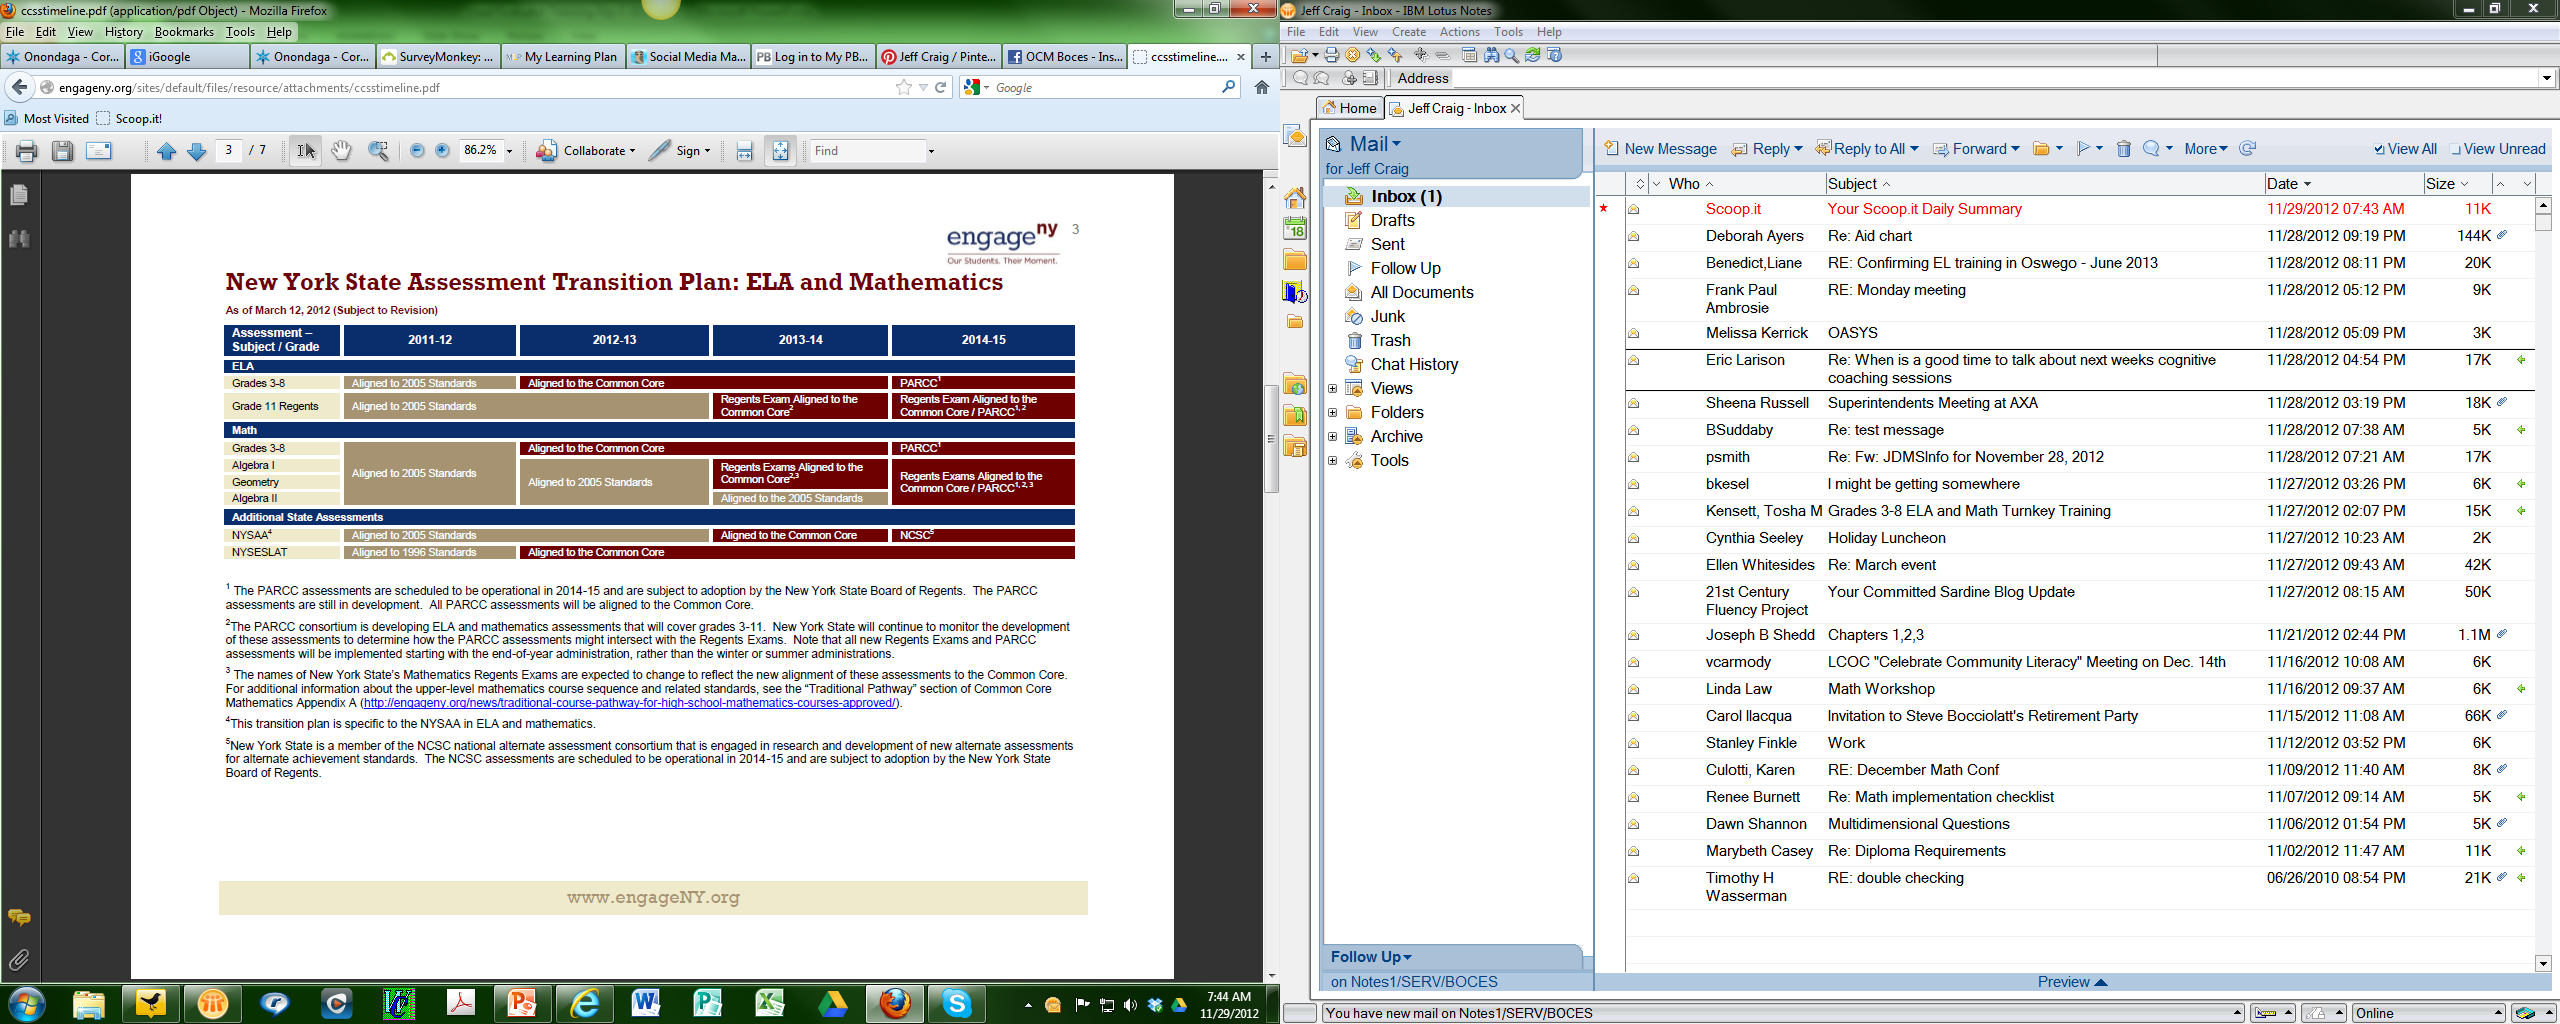 ccsstimeline.pdf (application/pdf Object) - Mozilla Firefox
File Edit View History Bookmarks Tools Help
Onondaga - Cor... iGoogle Onondaga - Cor... SurveyMonkey: ... My Learning Plan Social Media Ma... Log in to My PB... Jeff Craig / Pinte... OCM Boces - Ins... ccsstimeline....
engageny.org/sites/default/files/resource/attachments/ccsstimeline.pdf Google
Most Visited Scoop.it!
3 / 7 86.2% Collaborate Sign Find
engageny 3
Our Students. Their Moment.
New York State Assessment Transition Plan: ELA and Mathematics
As of March 12, 2012 (Subject to Revision)
Assessment – Subject / Grade 2011-12 2012-13 2013-14 2014-15
ELA
Grades 3-8 Aligned to 2005 Standards Aligned to the Common Core PARCC1
Grade 11 Regents Aligned to 2005 Standards Regents Exam Aligned to the Common Core2 Regents Exam Aligned to the Common Core / PARCC1, 2
Math
Grades 3-8 Aligned to 2005 Standards Aligned to the Common Core PARCC1
Algebra I Aligned to 2005 Standards Regents Exams Aligned to the Common Core2,3 Regents Exams Aligned to the Common Core / PARCC1, 2, 3
Geometry
Algebra II Aligned to the 2005 Standards
Additional State Assessments
NYSAA4 Aligned to 2005 Standards Aligned to the Common Core NCSC5
NYSESLAT Aligned to 1996 Standards Aligned to the Common Core
1 The PARCC assessments are scheduled to be operational in 2014-15 and are subject to adoption by the New York State Board of Regents. The PARCC
assessments are still in development. All PARCC assessments will be aligned to the Common Core.
2The PARCC consortium is developing ELA and mathematics assessments that will cover grades 3-11. New York State will continue to monitor the development
of these assessments to determine how the PARCC assessments might intersect with the Regents Exams. Note that all new Regents Exams and PARCC
assessments will be implemented starting with the end-of-year administration, rather than the winter or summer administrations.
3 The names of New York State's Mathematics Regents Exams are expected to change to reflect the new alignment of these assessments to the Common Core.
For additional information about the upper-level mathematics course sequence and related standards, see the “Traditional Pathway” section of Common Core
Mathematics Appendix A (http://engageny.org/news/traditional-course-pathway-for-high-school-mathematics-courses-approved/).
4This transition plan is specific to the NYSAA in ELA and mathematics.
5New York State is a member of the NCSC national alternate assessment consortium that is engaged in research and development of new alternate assessments
for alternate achievement standards. The NCSC assessments are scheduled to be operational in 2014-15 and are subject to adoption by the New York State
Board of Regents.
www.engageNY.org
7:44 AM
11/29/2012
Jeff Craig - Inbox - IBM Lotus Notes
File Edit View Create Actions Tools Help
Address
Home Jeff Craig - Inbox
Mail
for Jeff Craig
Inbox (1)
Drafts
Sent
Follow Up
All Documents
Junk
Trash
Chat History
Views
Folders
Archive
Tools
Follow Up
on Notes1/SERV/BOCES
New Message Reply Reply to All Forward More View All View Unread
Who Subject Date Size
Scoop.it Your Scoop.it Daily Summary 11/29/2012 07:43 AM 11K
Deborah Ayers Re: Aid chart 11/28/2012 09:19 PM 144K
Benedict,Liane RE: Confirming EL training in Oswego - June 2013 11/28/2012 08:11 PM 20K
Frank Paul Ambrosie RE: Monday meeting 11/28/2012 05:12 PM 9K
Melissa Kerrick OASYS 11/28/2012 05:09 PM 3K
Eric Larison Re: When is a good time to talk about next weeks cognitive coaching sessions 11/28/2012 04:54 PM 17K
Sheena Russell Superintendents Meeting at AXA 11/28/2012 03:19 PM 18K
BSuddaby Re: test message 11/28/2012 07:38 AM 5K
psmith Re: Fw: JDMSInfo for November 28, 2012 11/28/2012 07:21 AM 17K
bkesel I might be getting somewhere 11/27/2012 03:26 PM 6K
Kensett, Tosha M Grades 3-8 ELA and Math Turnkey Training 11/27/2012 02:07 PM 15K
Cynthia Seeley Holiday Luncheon 11/27/2012 10:23 AM 2K
Ellen Whitesides Re: March event 11/27/2012 09:43 AM 42K
21st Century Fluency Project Your Committed Sardine Blog Update 11/27/2012 08:15 AM 50K
Joseph B Shedd Chapters 1,2,3 11/21/2012 02:44 PM 1.1M
vcarmody LCOC "Celebrate Community Literacy" Meeting on Dec. 14th 11/16/2012 10:08 AM 6K
Linda Law Math Workshop 11/16/2012 09:37 AM 6K
Carol Ilacqua Invitation to Steve Bocciolatt's Retirement Party 11/15/2012 11:08 AM 66K
Stanley Finkle Work 11/12/2012 03:52 PM 6K
Culotti, Karen RE: December Math Conf 11/09/2012 11:40 AM 8K
Renee Burnett Re: Math implementation checklist 11/07/2012 09:14 AM 5K
Dawn Shannon Multidimensional Questions 11/06/2012 01:54 PM 5K
Marybeth Casey Re: Diploma Requirements 11/02/2012 11:47 AM 11K
Timothy H Wasserman RE: double checking 06/26/2010 08:54 PM 21K
Preview
You have new mail on Notes1/SERV/BOCES Online